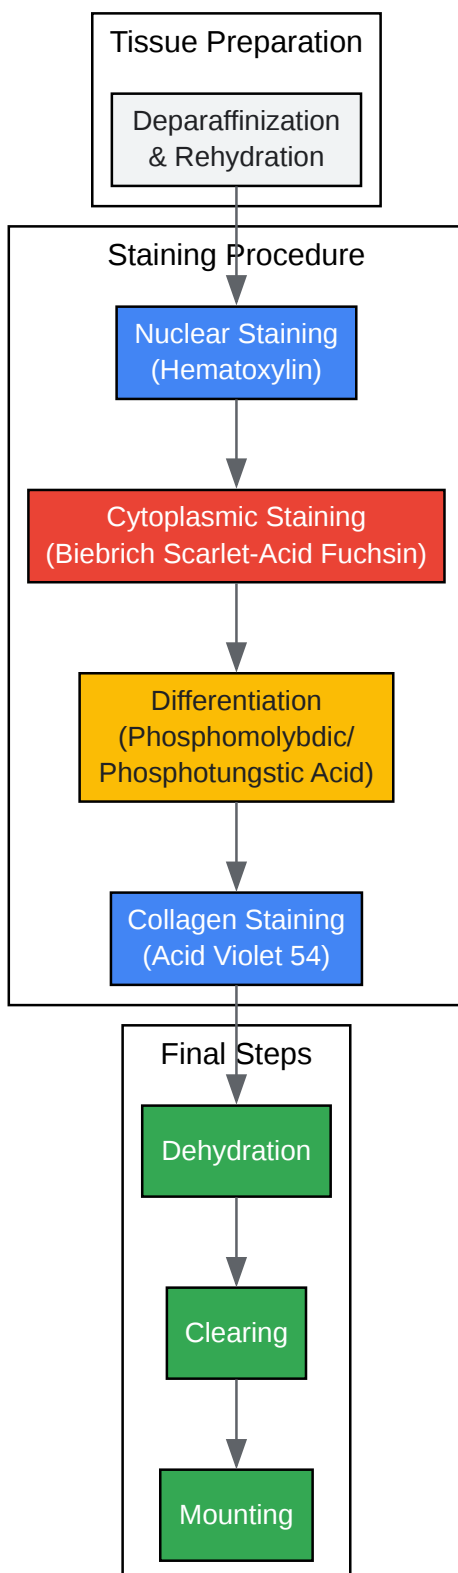 Tissue Preparation
Deparaffinization
& Rehydration
Staining Procedure
Nuclear Staining
(Hematoxylin)
Cytoplasmic Staining
(Biebrich Scarlet-Acid Fuchsin)
Differentiation
(Phosphomolybdic/
Phosphotungstic Acid)
Collagen Staining
(Acid Violet 54)
Final Steps
Dehydration
Clearing
Mounting